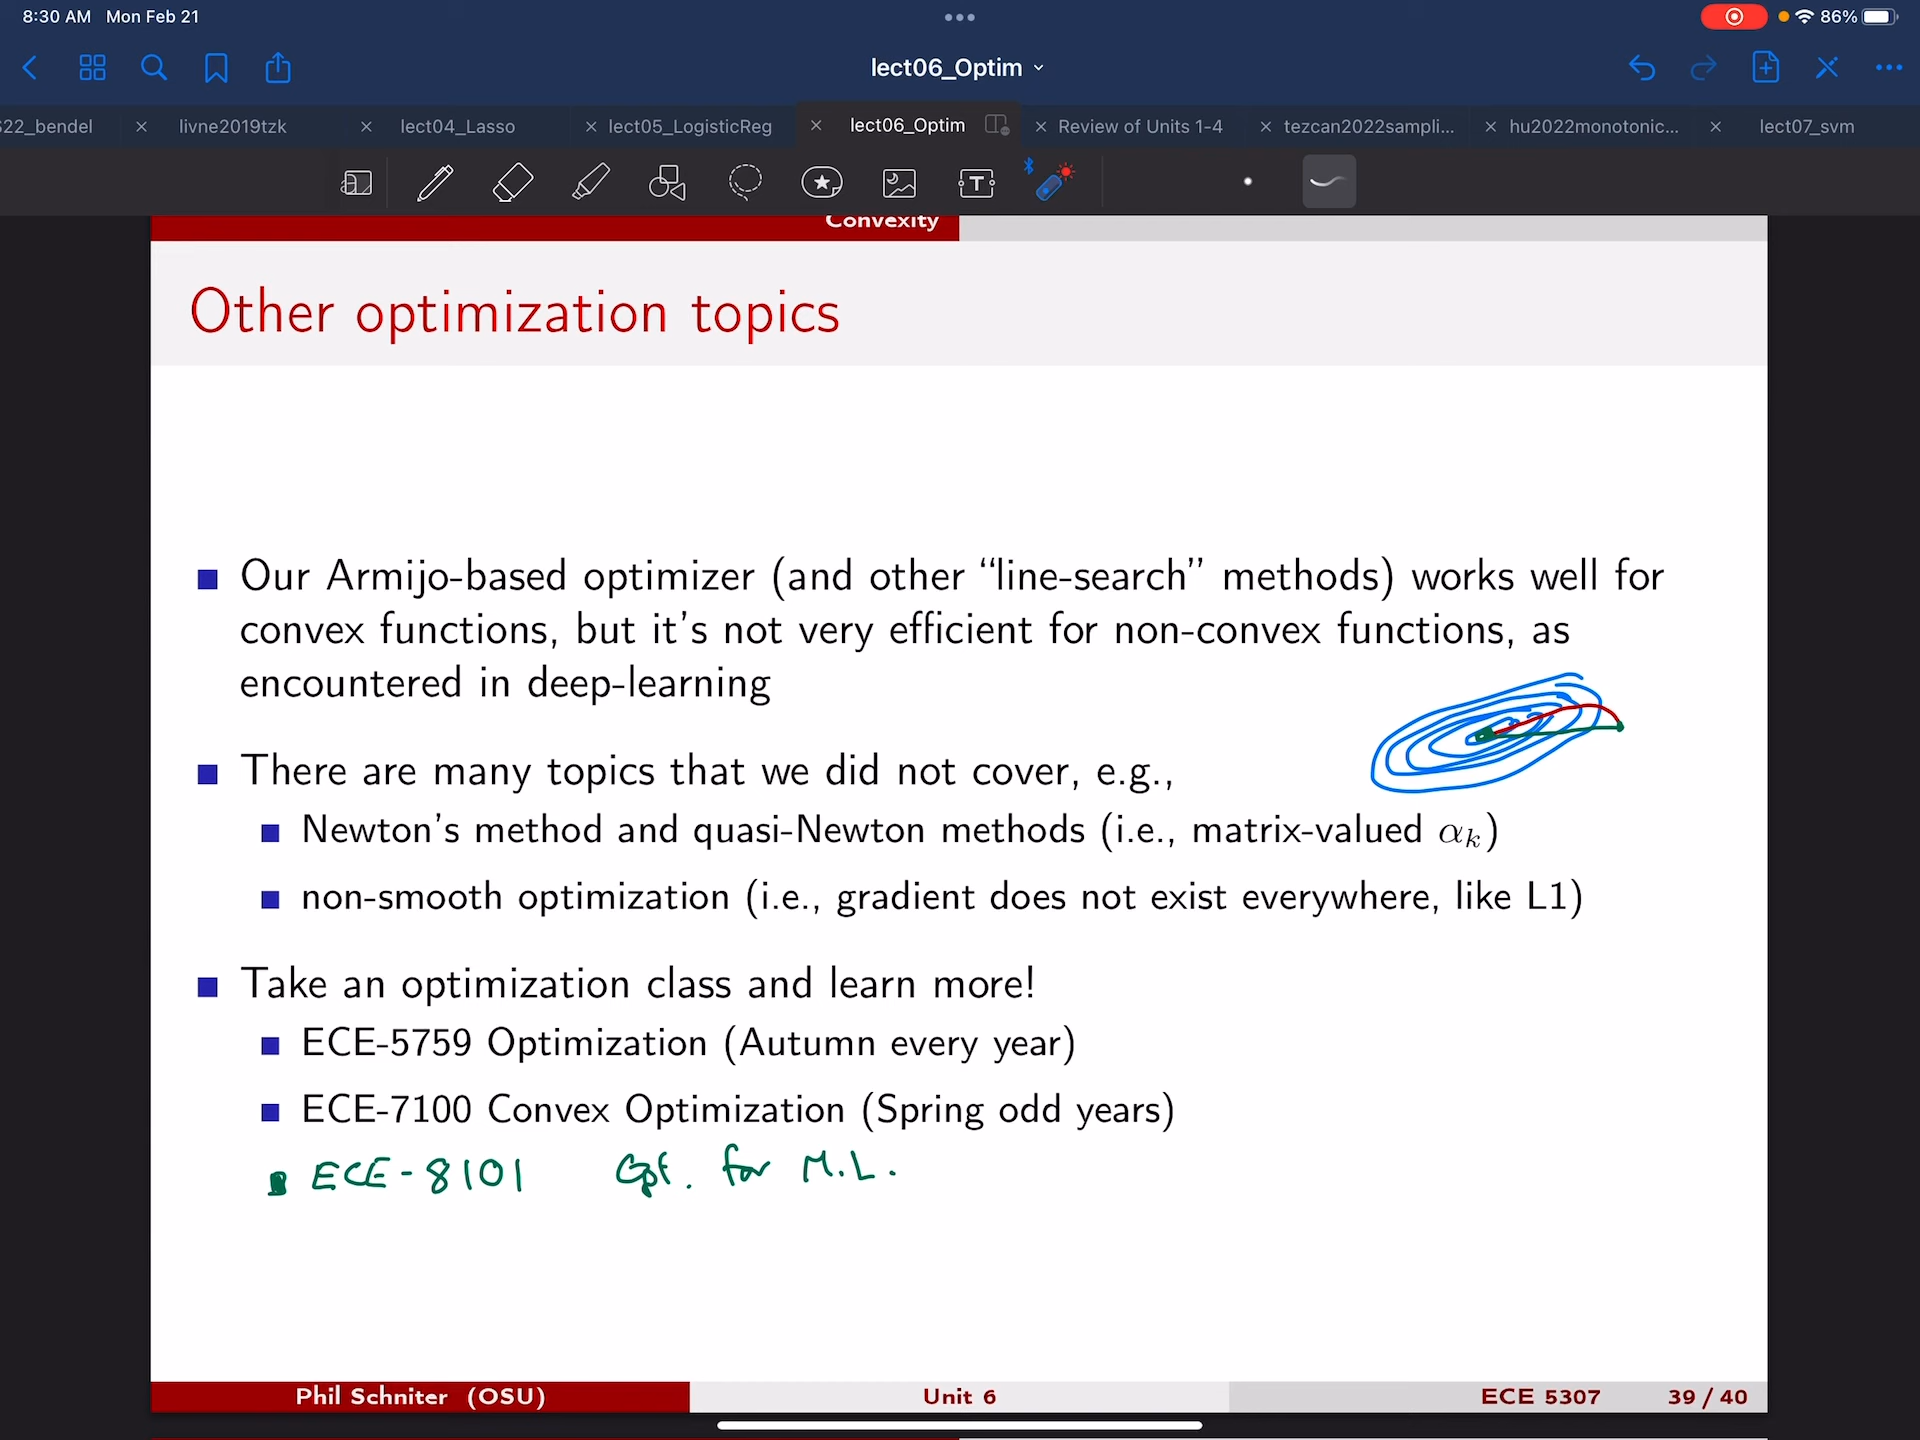 8:30 AM Mon Feb 21
86%
lect06_Optim
S22_bendel livne2019tzk lect04_Lasso lect05_LogisticReg lect06_Optim Review of Units 1-4 tezcan2022sampli... hu2022monotonic... lect07_svm
T
Convexity
Other optimization topics
Our Armijo-based optimizer (and other “line-search” methods) works well for
convex functions, but it’s not very efficient for non-convex functions, as
encountered in deep-learning
There are many topics that we did not cover, e.g.,
Newton’s method and quasi-Newton methods (i.e., matrix-valued αₖ)
non-smooth optimization (i.e., gradient does not exist everywhere, like L1)
Take an optimization class and learn more!
ECE-5759 Optimization (Autumn every year)
ECE-7100 Convex Optimization (Spring odd years)
ECE-8101 Opt. for M.L.
Phil Schniter (OSU) Unit 6 ECE 5307 39 / 40